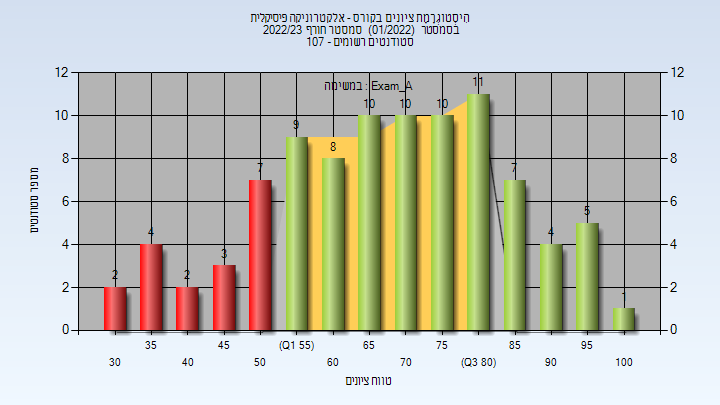 היסטוגרמת ציונים בקורס - אלקטרוניקה פיסיקלית
בסמסטר (01/2022) סמסטר חורף 2022/23
סטודנטים רשומים - 107
במשימה : Exam_A
מספר סטודנטים
12 12
10 10
8 8
6 6
4 4
2 2
0 0
2 4 2 3 7 9 8 10 10 10 11 7 4 5 1
35 45 (Q1 55) 65 75 85 95
30 40 50 60 70 (Q3 80) 90 100
טווח ציונים